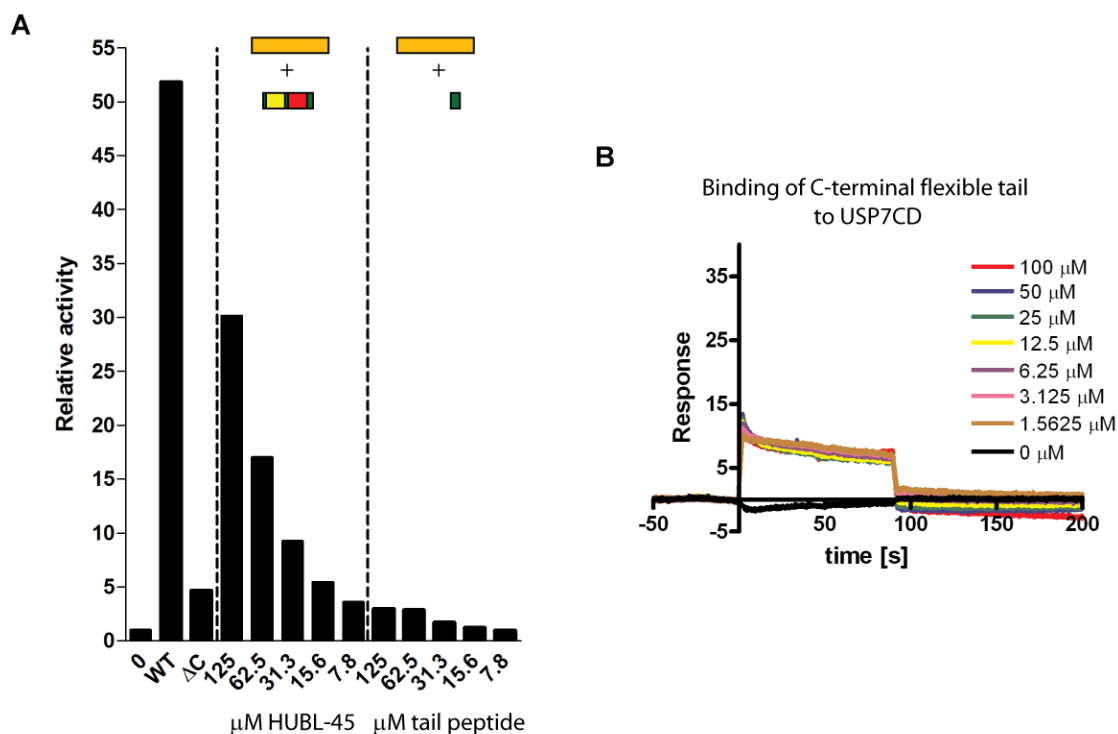 A
55
50
45
40
35
30
25
20
15
10
5
0
Relative activity
+
+
0 WT ΔC 125 62.5 31.3 15.6 7.8 125 62.5 31.3 15.6 7.8
μM HUBL-45 μM tail peptide
B
Binding of C-terminal flexible tail
to USP7CD
35
25
15
5
-5
Response
-50 50 100 150 200
time [s]
100 μM
50 μM
25 μM
12.5 μM
6.25 μM
3.125 μM
1.5625 μM
0 μM